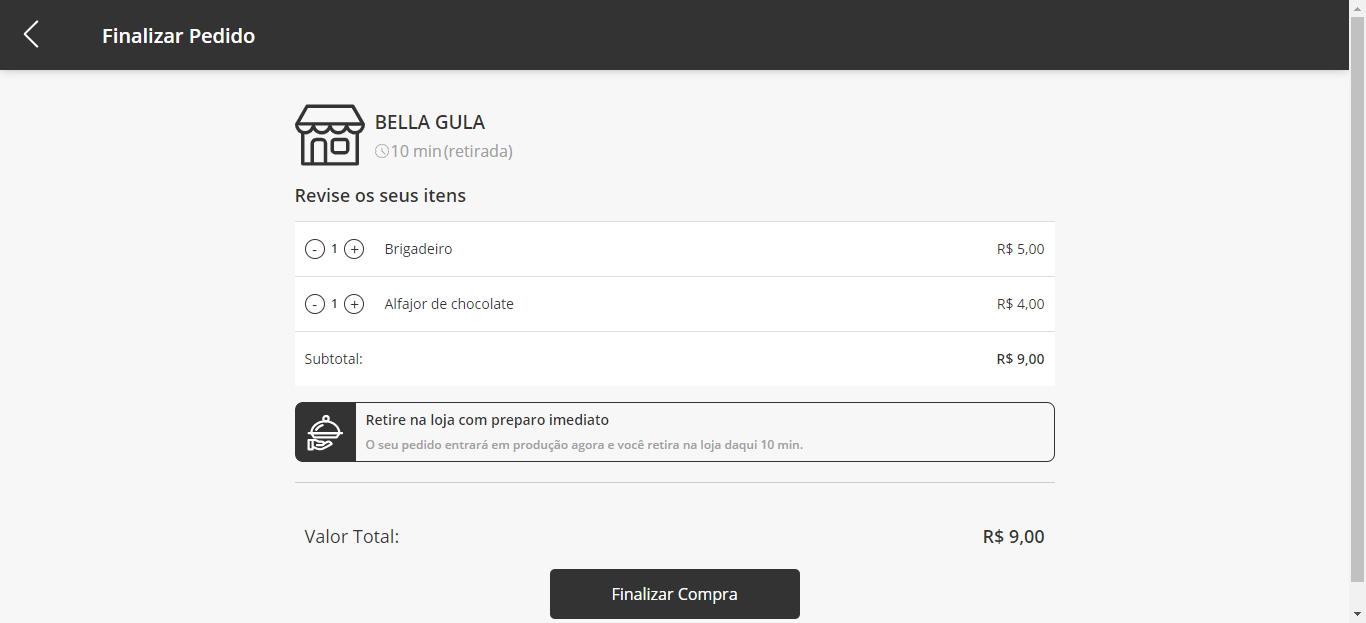 Finalizar Pedido
BELLA GULA
10 min (retirada)
Revise os seus itens
- 1 + Brigadeiro R$ 5,00
- 1 + Alfajor de chocolate R$ 4,00
Subtotal: R$ 9,00
Retire na loja com preparo imediato
O seu pedido entrará em produção agora e você retira na loja daqui 10 min.
Valor Total: R$ 9,00
Finalizar Compra